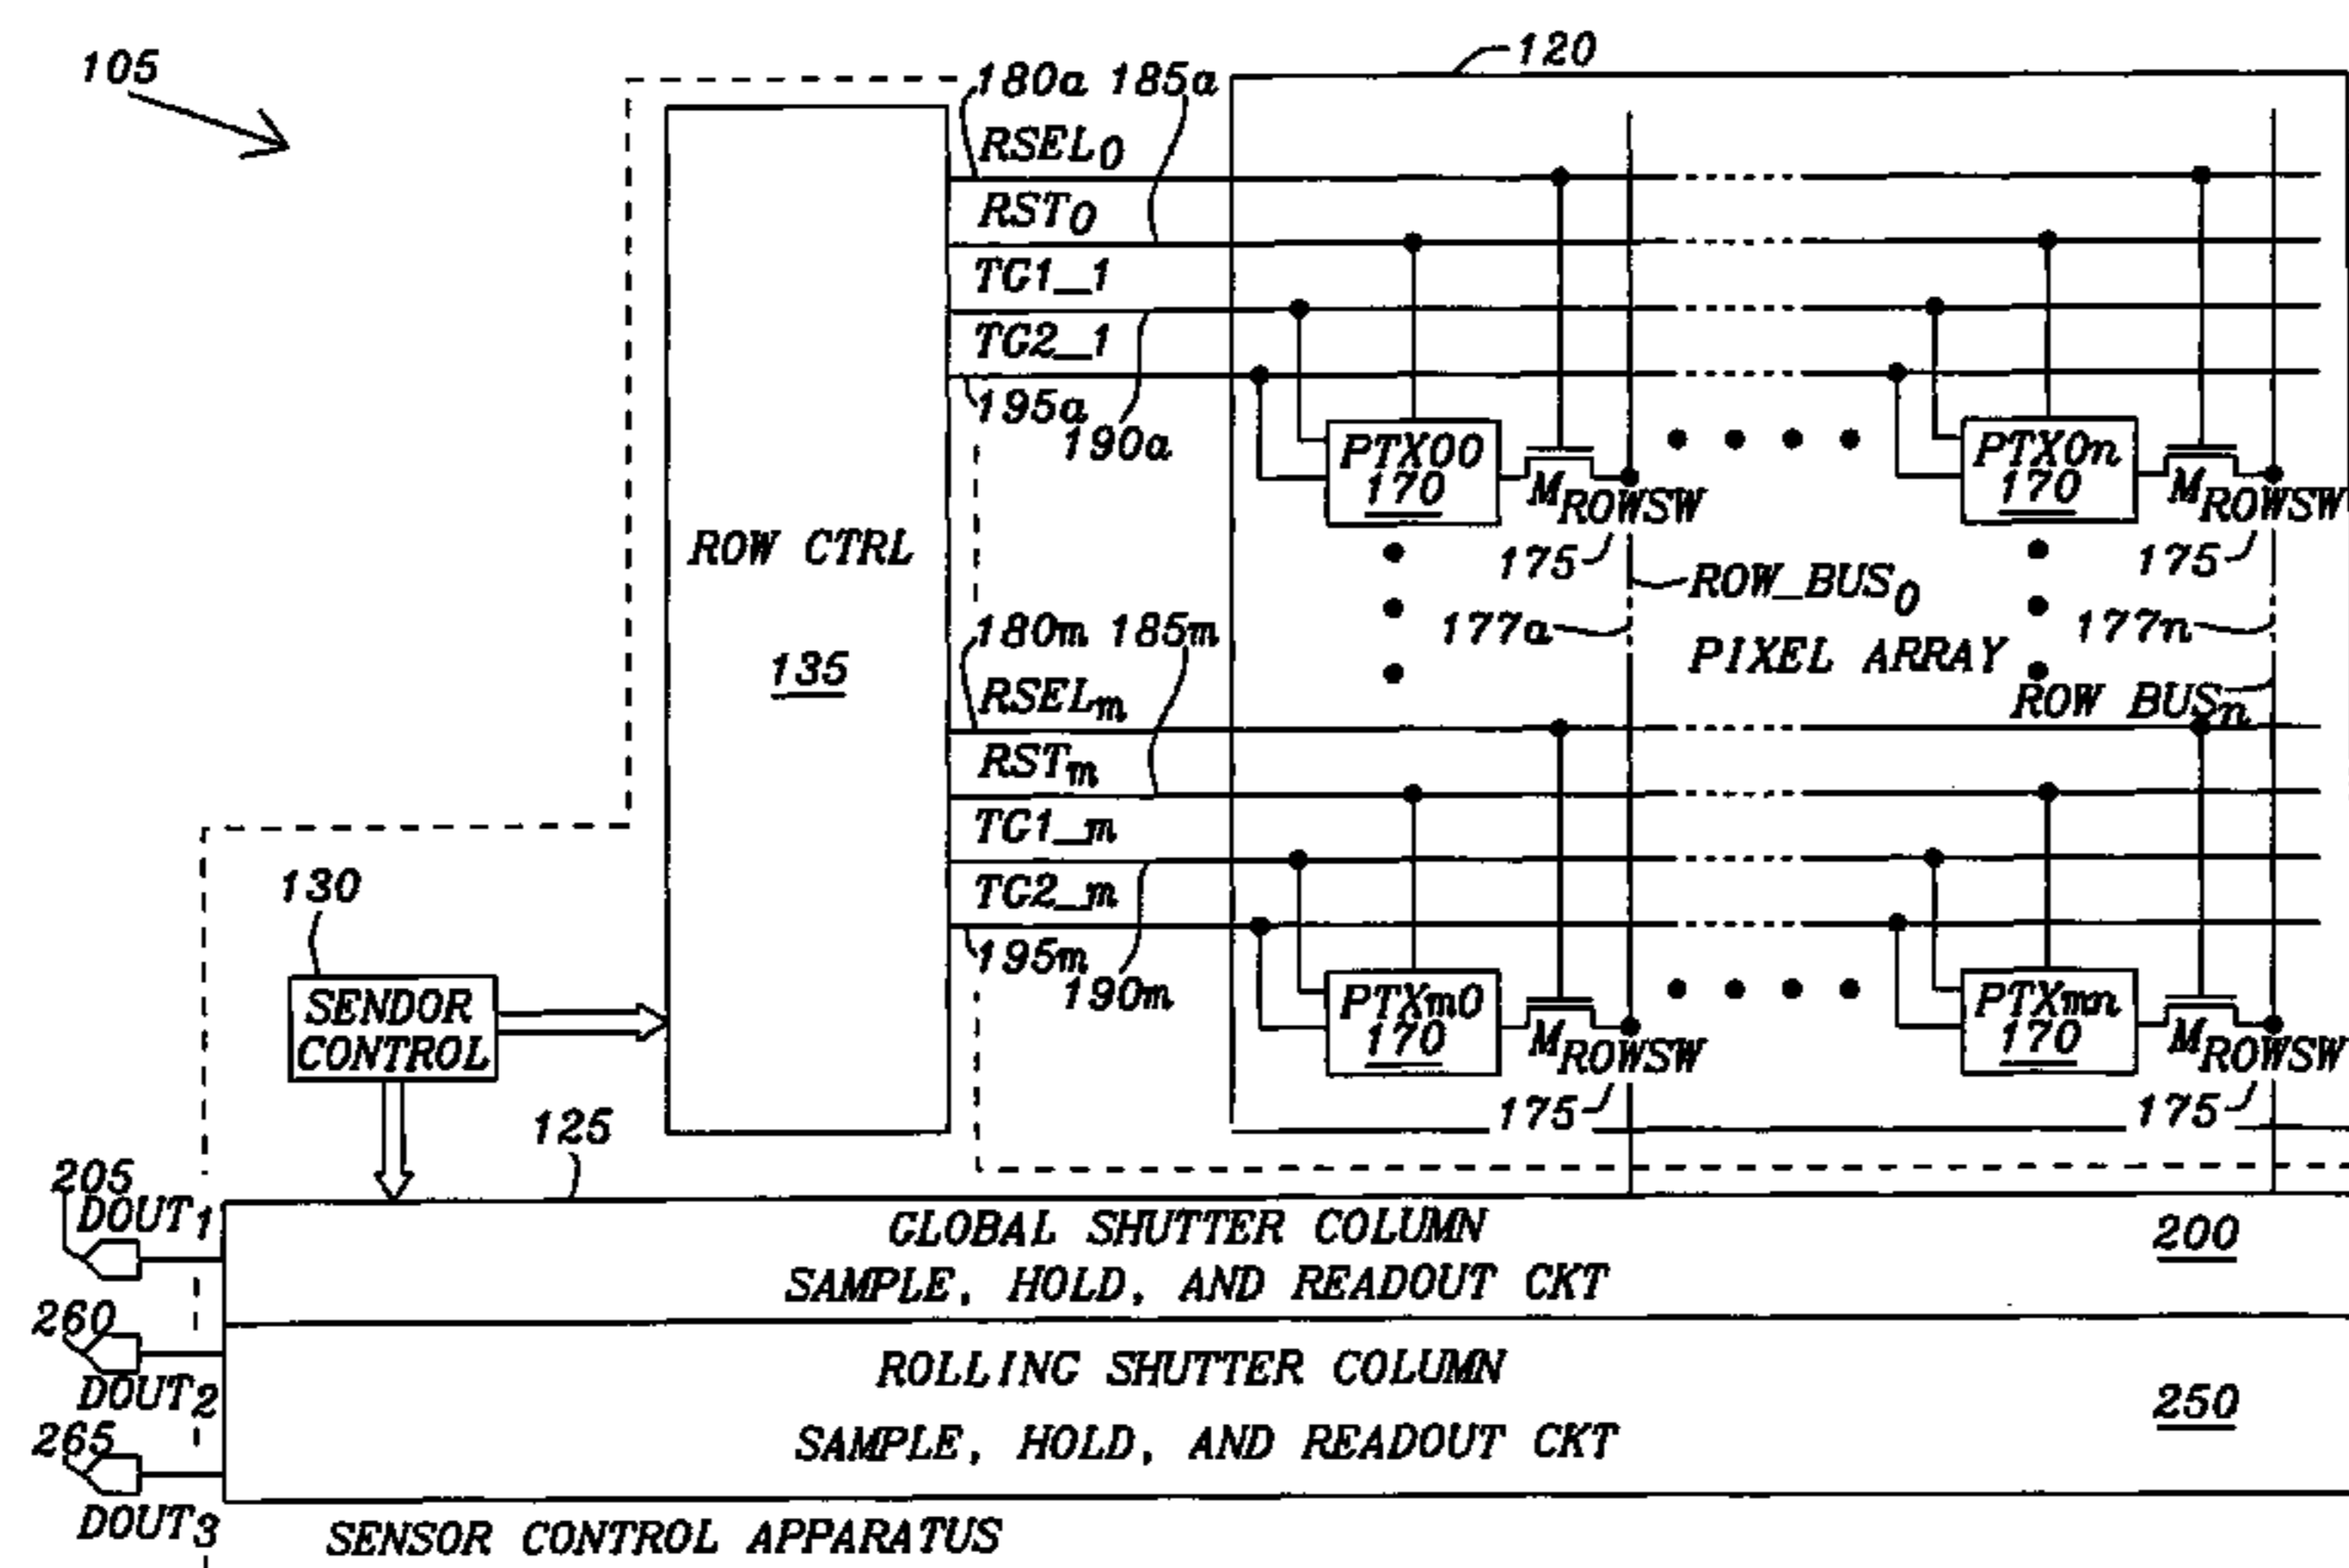 105
120
180a 185a
RSEL0
RST0
TG1_1
TG2_1
195a
190a
PTX00
170
MROWSW
175
PTX0n
170
MROWSW
175
ROW CTRL
135
ROW_BUS0
177a
PIXEL ARRAY
177n
ROW BUSn
180m 185m
RSELm
RSTm
TG1_m
TG2_m
195m
190m
PTXm0
170
MROWSW
175
PTXmn
170
MROWSW
175
130
SENDOR
CONTROL
125
205
DOUT1
GLOBAL SHUTTER COLUMN
SAMPLE, HOLD, AND READOUT CKT
200
260
DOUT2
ROLLING SHUTTER COLUMN
SAMPLE, HOLD, AND READOUT CKT
250
265
DOUT3
SENSOR CONTROL APPARATUS